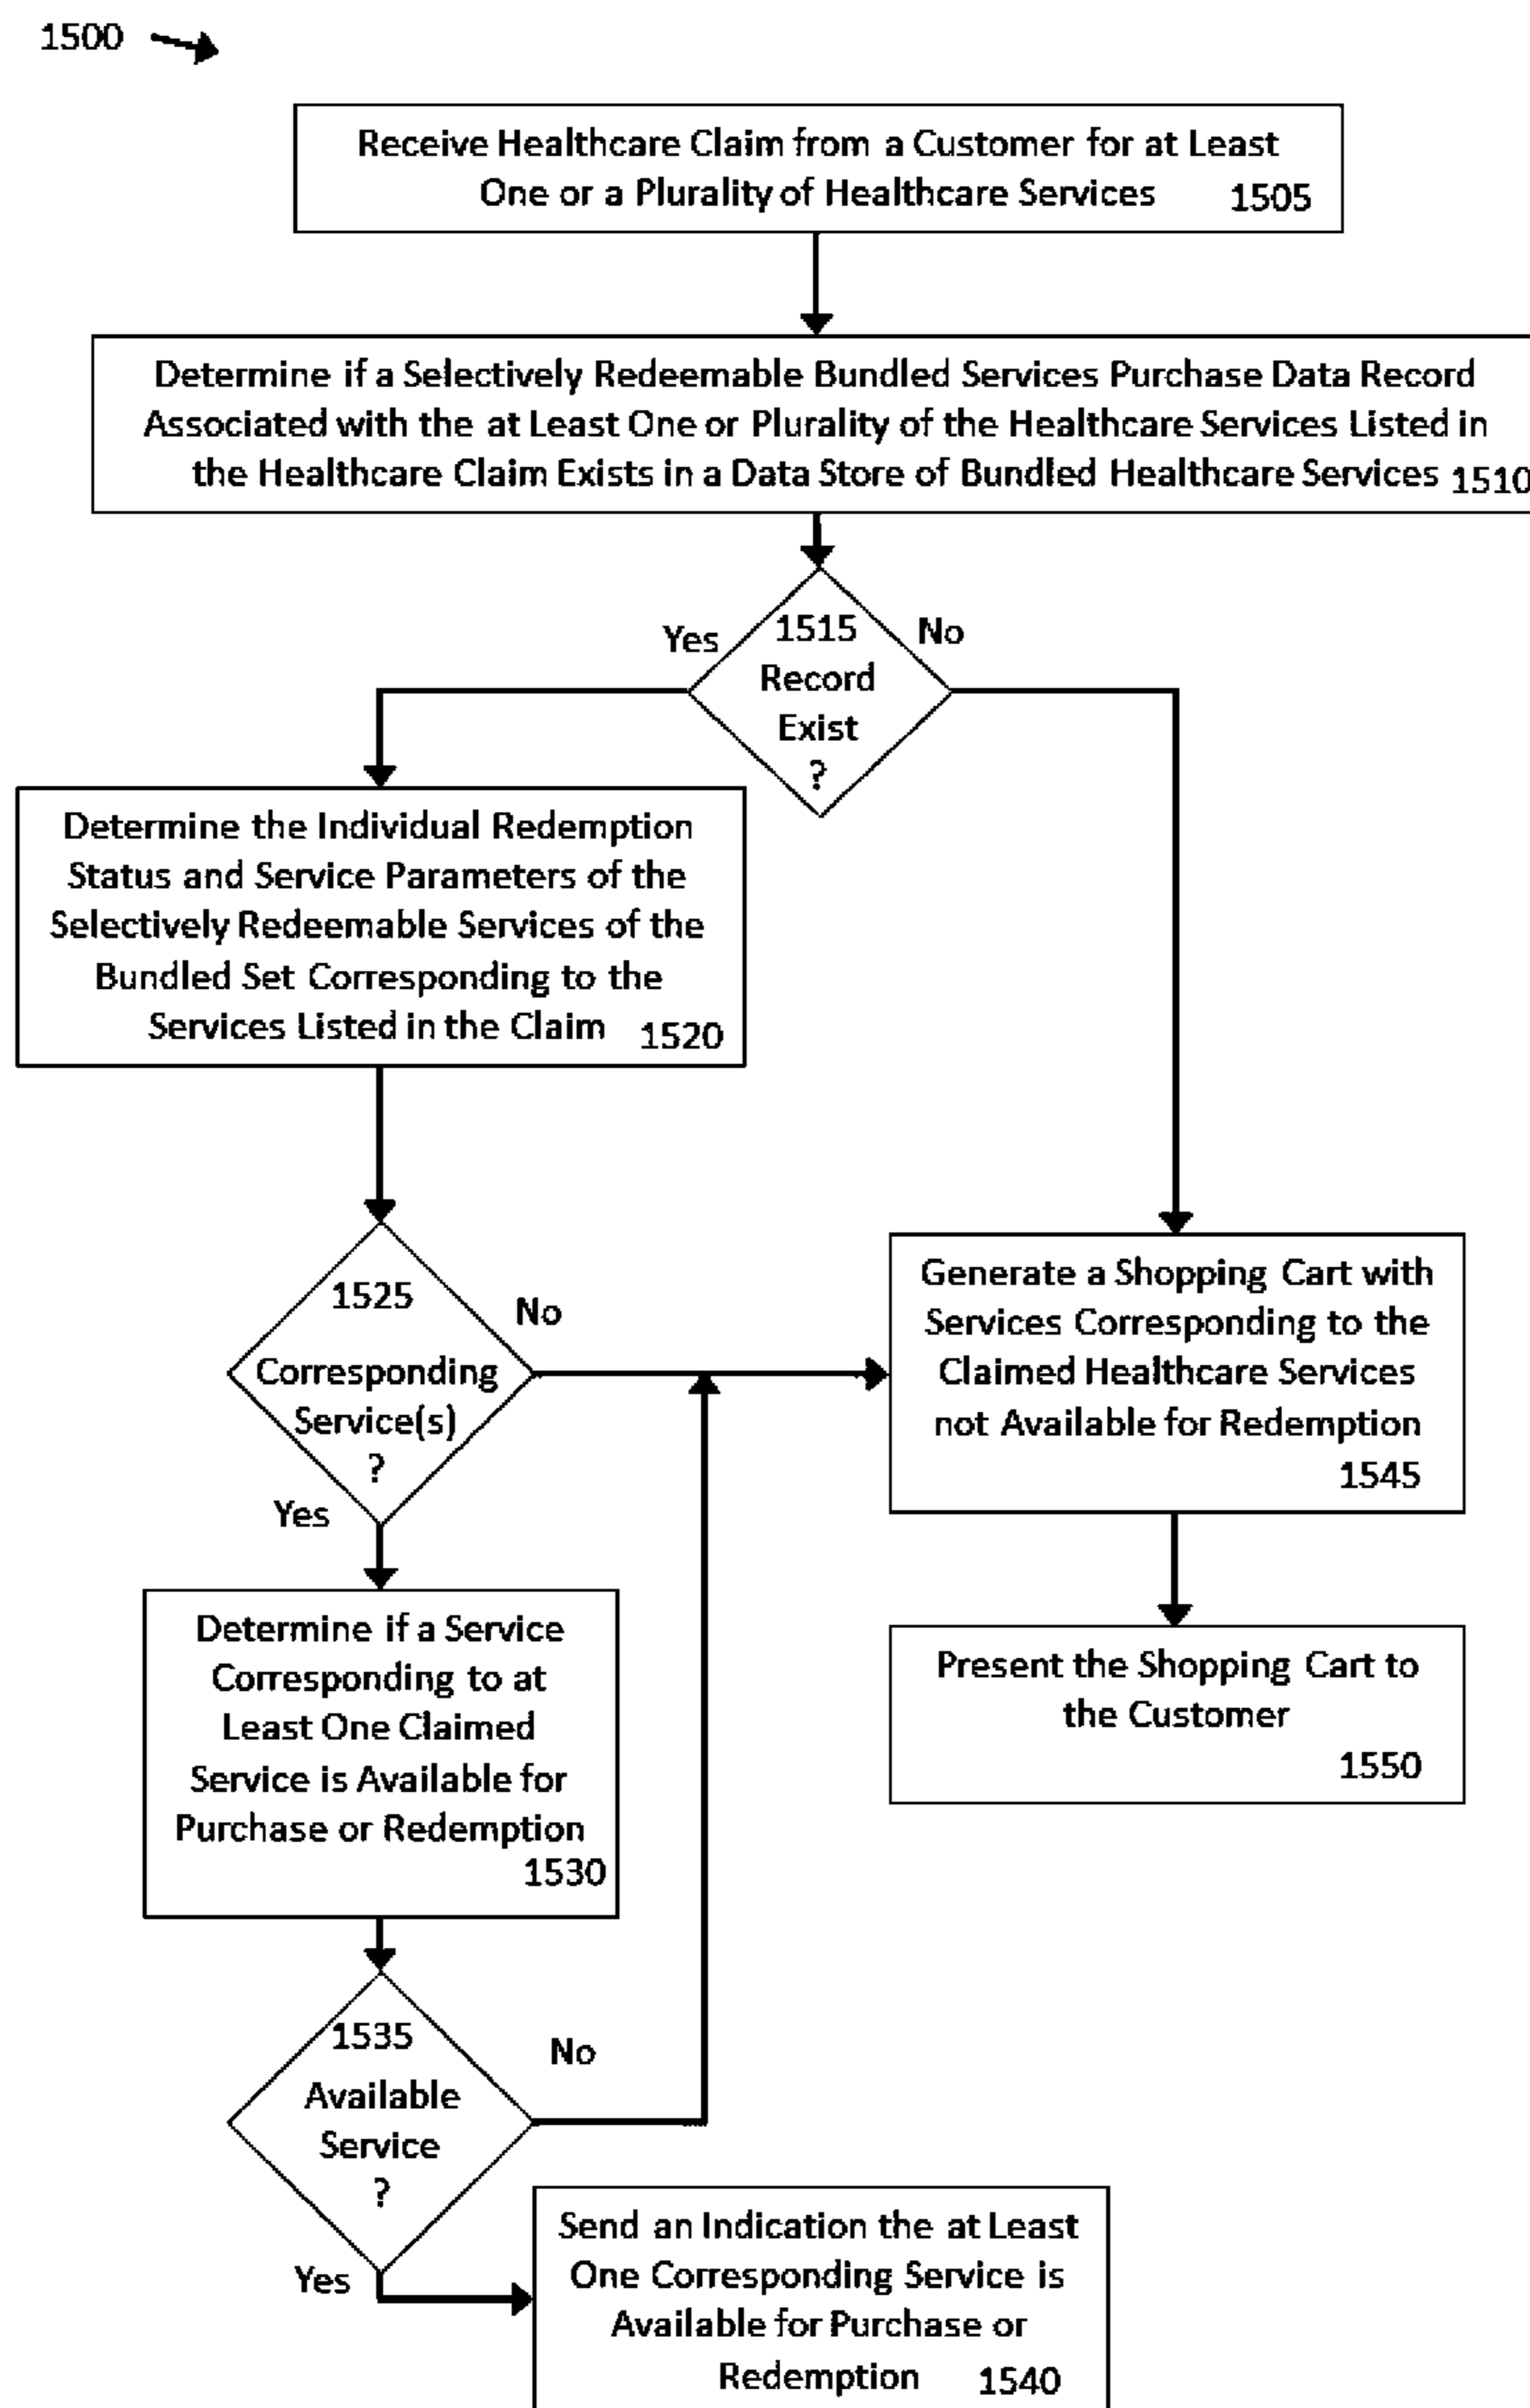 1500
Receive Healthcare Claim from a Customer for at Least
One or a Plurality of Healthcare Services 1505
Determine if a Selectively Redeemable Bundled Services Purchase Data Record
Associated with the at Least One or Plurality of the Healthcare Services Listed in
the Healthcare Claim Exists in a Data Store of Bundled Healthcare Services 1510
Yes
1515
Record
Exist
?
No
Determine the Individual Redemption
Status and Service Parameters of the
Selectively Redeemable Services of the
Bundled Set Corresponding to the
Services Listed in the Claim 1520
1525
Corresponding
Service(s)
?
No
Yes
Generate a Shopping Cart with
Services Corresponding to the
Claimed Healthcare Services
not Available for Redemption
1545
Determine if a Service
Corresponding to at
Least One Claimed
Service is Available for
Purchase or Redemption
1530
Present the Shopping Cart to
the Customer
1550
1535
Available
Service
?
No
Yes
Send an Indication the at Least
One Corresponding Service is
Available for Purchase or
Redemption 1540